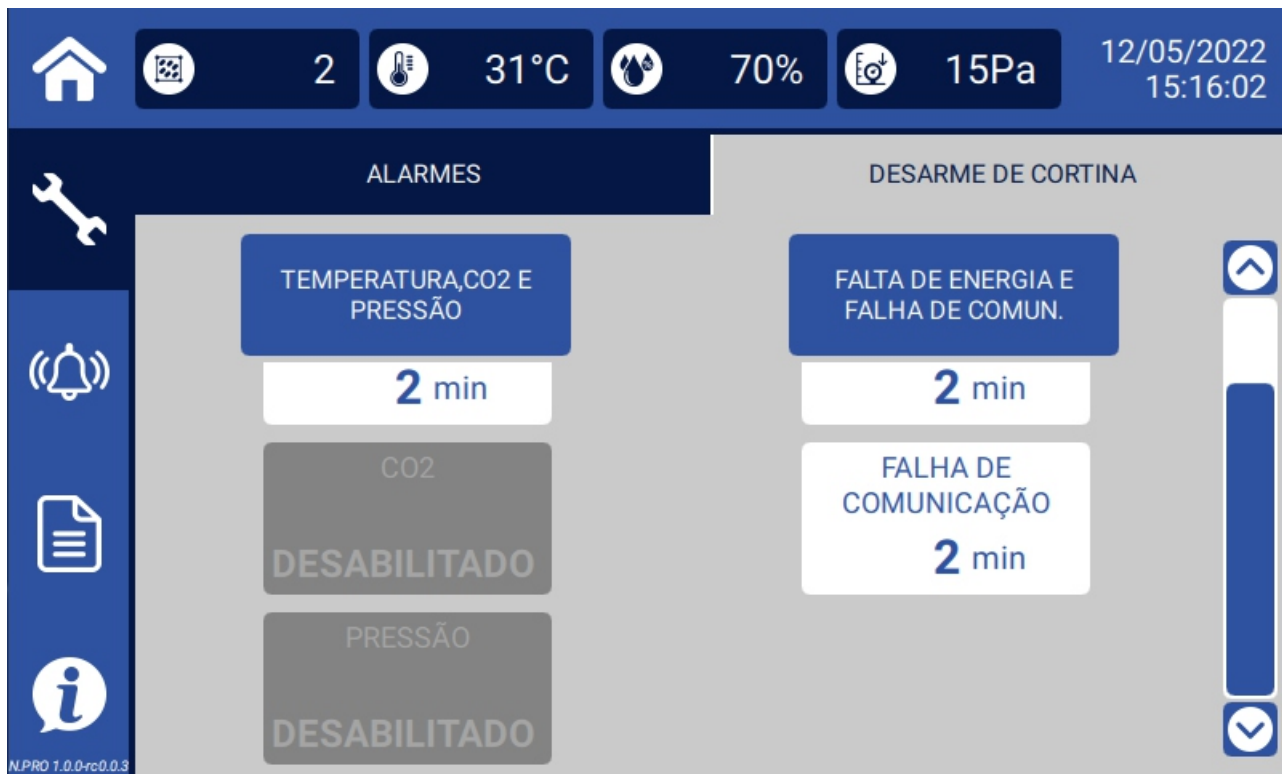 2
31°C
70%
15Pa
12/05/2022
15:16:02
ALARMES
DESARME DE CORTINA
TEMPERATURA,CO2 E
PRESSÃO
FALTA DE ENERGIA E
FALHA DE COMUN.
2 min
2 min
CO2
DESABILITADO
FALHA DE
COMUNICAÇÃO
2 min
PRESSÃO
DESABILITADO
N.PRO 1.0.0-rc0.0.3